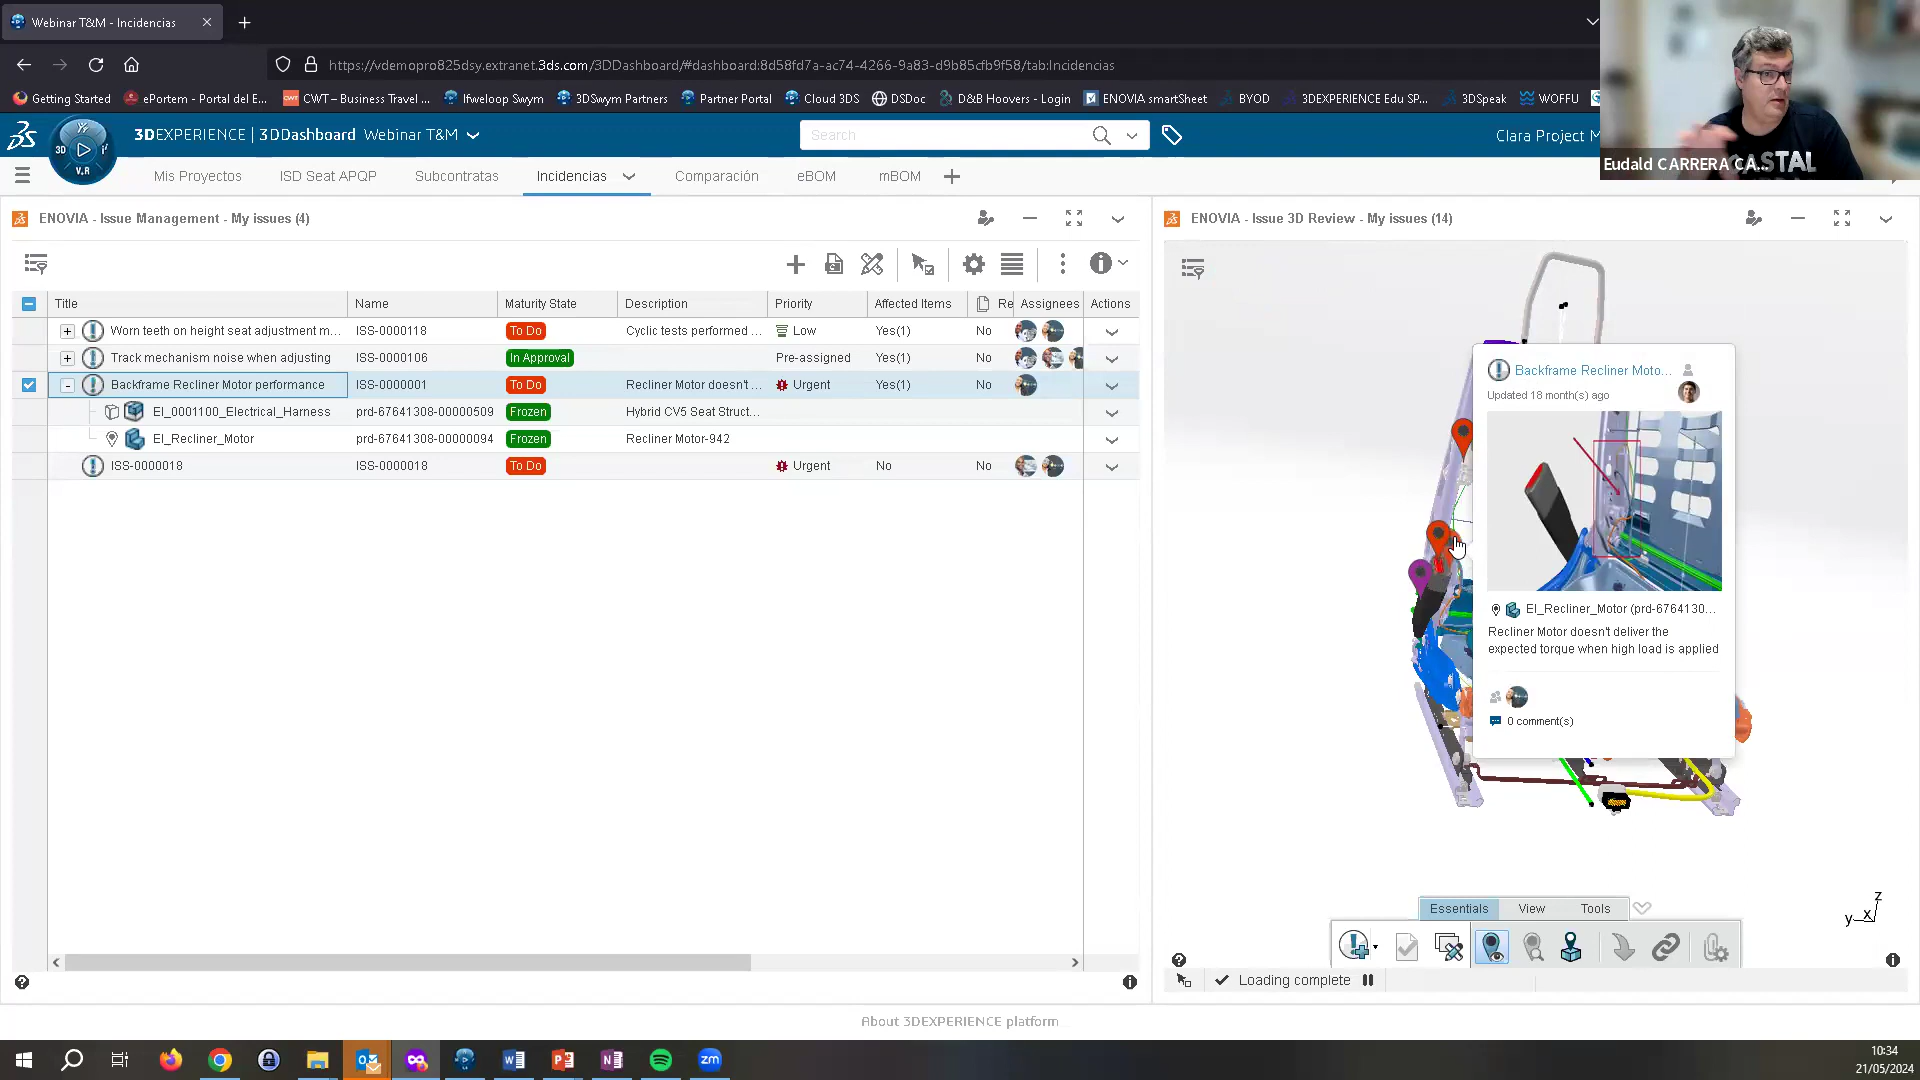 Webinar T&M - Incidencias
https://vdemopro825dsy.extranet.3ds.com/3DDashboard/#dashboard:8d58fd7a-ac74-4266-9a83-d9b85cfb9f58/tab:Incidencias
Getting Started
ePortem - Portal del E...
CWT – Business Travel ...
Ifweloop Swym
3DSwym Partners
Partner Portal
Cloud 3DS
DSDoc
D&B Hoovers - Login
ENOVIA smartSheet
BYOD
3DEXPERIENCE Edu SP...
3DSpeak
WOFFU
3D
V.R
3DEXPERIENCE | 3DDashboard Webinar T&M
Search
Clara Project M
Eudald CARRERA CA...
CASTAL
Mis Proyectos
ISD Seat APQP
Subcontratas
Incidencias
Comparación
eBOM
mBOM
ENOVIA - Issue Management - My issues (4)
Title Name Maturity State Description Priority Affected Items Re Assignees Actions
Worn teeth on height seat adjustment m... ISS-0000118 To Do Cyclic tests performed ... Low Yes(1) No
Track mechanism noise when adjusting ISS-0000106 In Approval Pre-assigned Yes(1) No
Backframe Recliner Motor performance ISS-0000001 To Do Recliner Motor doesn't ... Urgent Yes(1) No
EI_0001100_Electrical_Harness prd-67641308-00000509 Frozen Hybrid CV5 Seat Struct...
EI_Recliner_Motor prd-67641308-00000094 Frozen Recliner Motor-942
ISS-0000018 ISS-0000018 To Do Urgent No No
ENOVIA - Issue 3D Review - My issues (14)
Backframe Recliner Moto...
Updated 18 month(s) ago
EI_Recliner_Motor (prd-6764130...
Recliner Motor doesn't deliver the
expected torque when high load is applied
0 comment(s)
z
y x
Essentials View Tools
Loading complete
About 3DEXPERIENCE platform
zm
10:34
21/05/2024